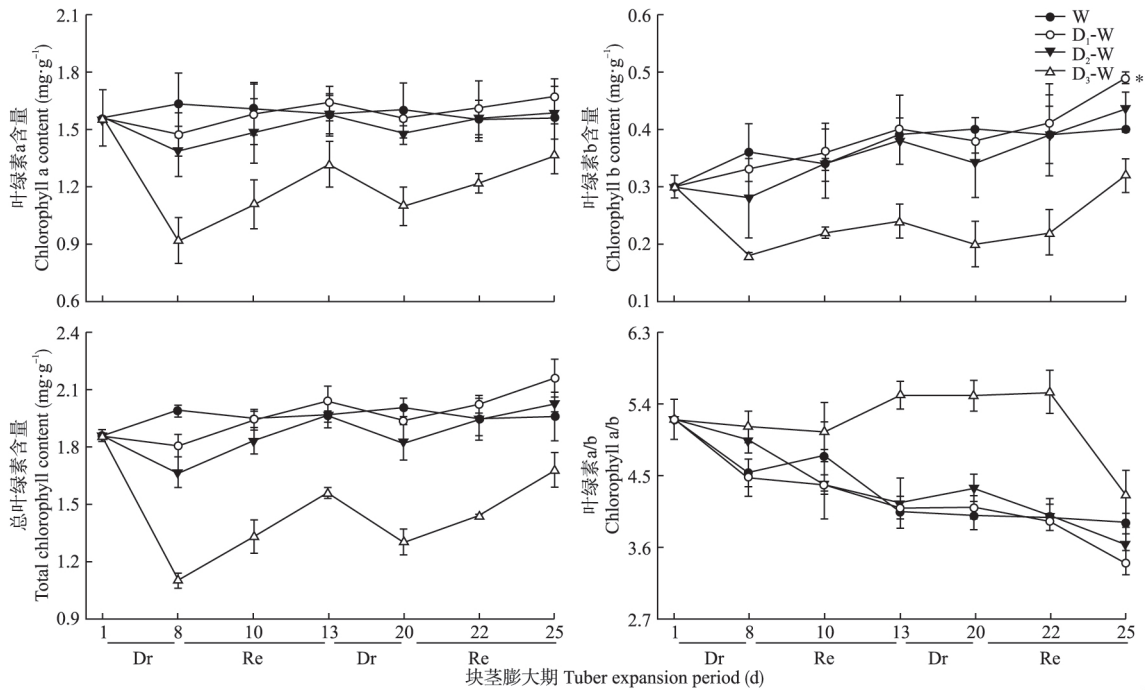 2.1
1.8
1.5
1.2
0.9
0.6
叶绿素a含量
Chlorophyll a content (mg·g⁻¹)
0.6
0.5
0.4
0.3
0.2
0.1
叶绿素b含量
Chlorophyll b content (mg·g⁻¹)
W
D₁-W
D₂-W
D₃-W
*
2.4
2.1
1.8
1.5
1.2
0.9
总叶绿素含量
Total chlorophyll content (mg·g⁻¹)
1 8 10 13 20 22 25
Dr Re Dr Re
6.3
5.4
4.5
3.6
2.7
叶绿素a/b
Chlorophyll a/b
1 8 10 13 20 22 25
Dr Re Dr Re
块茎膨大期 Tuber expansion period (d)